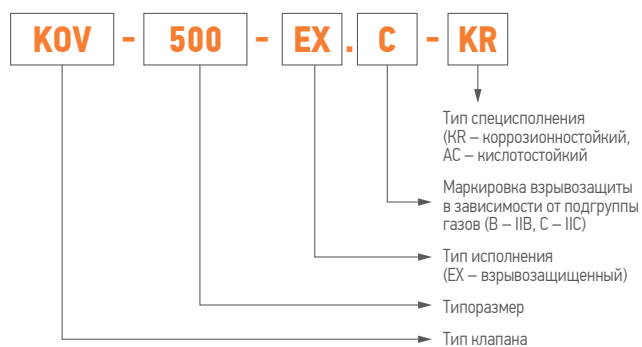 KOV - 500 - EX . C - KR
Тип специсполнения
(KR – коррозионностойкий,
AC – кислотостойкий
Маркировка взрывозащиты
в зависимости от подгруппы
газов (B – IIB, C – IIC)
Тип исполнения
(EX – взрывозащищенный)
Типоразмер
Тип клапана